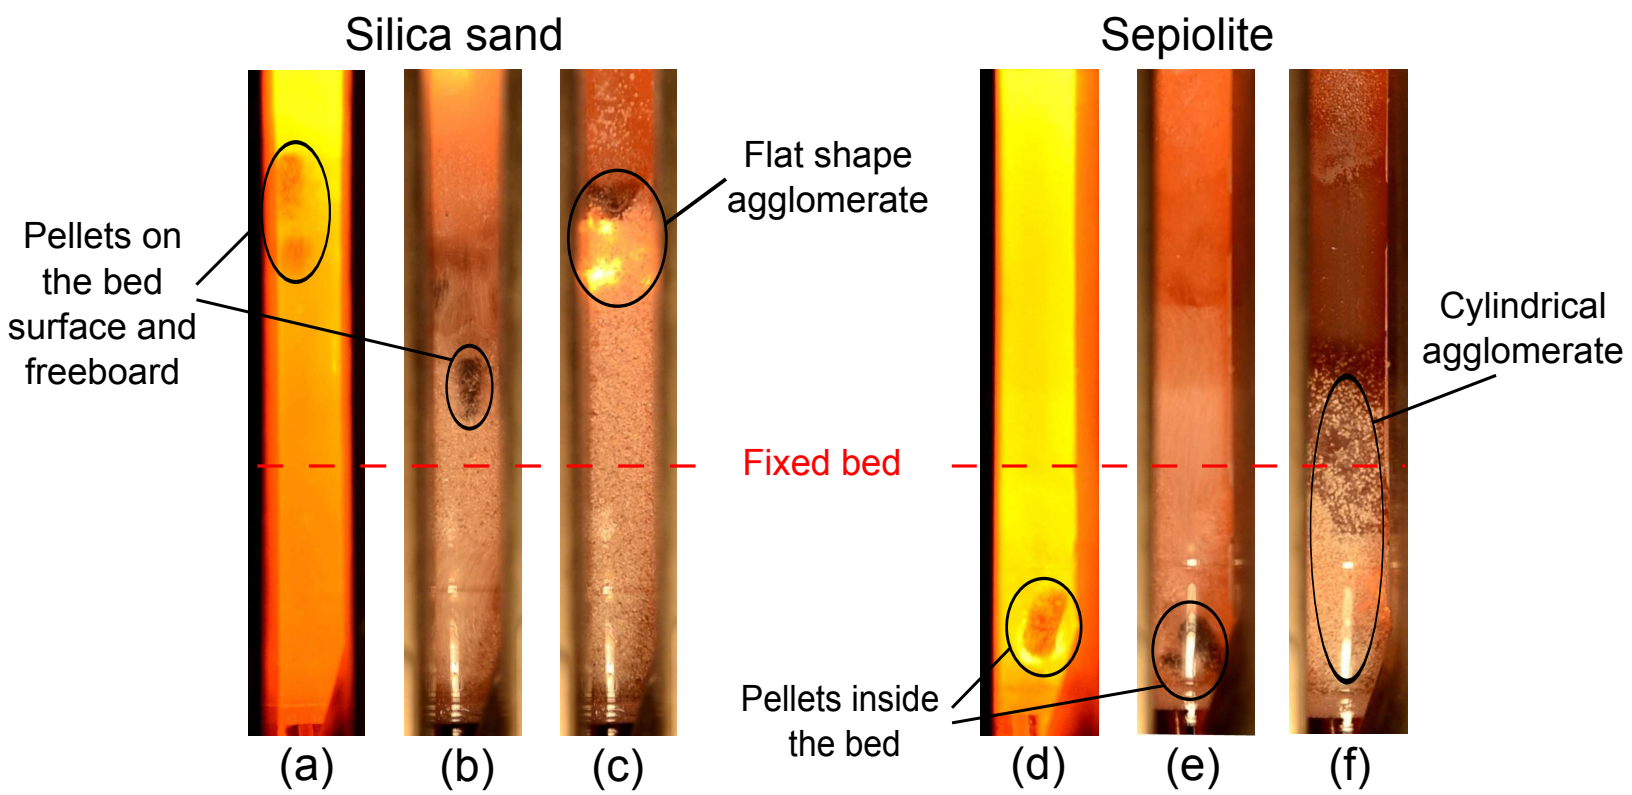 Silica sand
Sepiolite
Pellets on
the bed
surface and
freeboard
Flat shape
agglomerate
Fixed bed
Cylindrical
agglomerate
Pellets inside
the bed
(a)
(b)
(c)
(d)
(e)
(f)